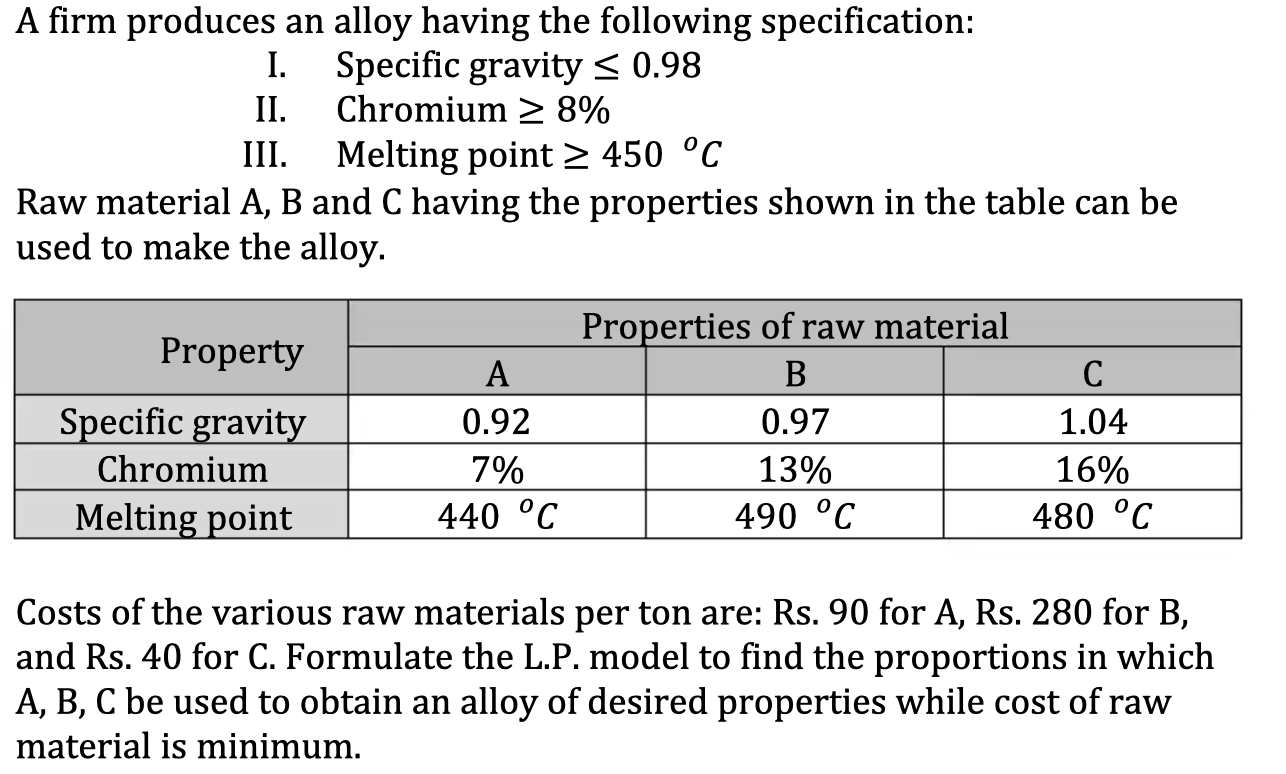 A firm produces an alloy having the following specification:
I. Specific gravity ≤ 0.98
II. Chromium ≥ 8%
III. Melting point ≥ 450 °C
Raw material A, B and C having the properties shown in the table can be
used to make the alloy.
Property
Properties of raw material
A B C
Specific gravity 0.92 0.97 1.04
Chromium 7% 13% 16%
Melting point 440 °C 490 °C 480 °C
Costs of the various raw materials per ton are: Rs. 90 for A, Rs. 280 for B,
and Rs. 40 for C. Formulate the L.P. model to find the proportions in which
A, B, C be used to obtain an alloy of desired properties while cost of raw
material is minimum.